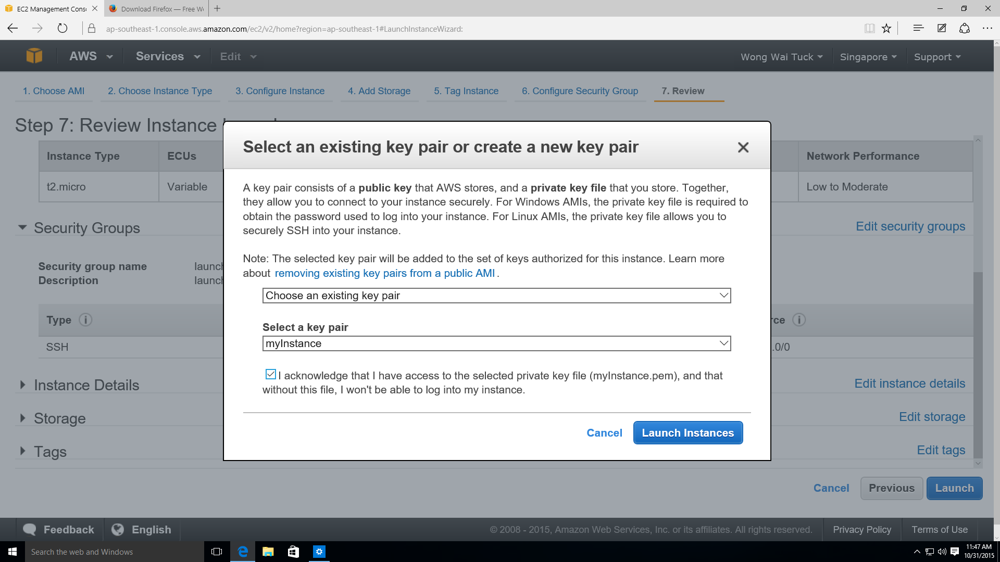 EC2 Management Cons
Download Firefox — Free W
ap-southeast-1.console.aws.amazon.com/ec2/v2/home?region=ap-southeast-1#LaunchInstanceWizard:
AWS Services Edit Wong Wai Tuck Singapore Support
1. Choose AMI 2. Choose Instance Type 3. Configure Instance 4. Add Storage 5. Tag Instance 6. Configure Security Group 7. Review
Step 7: Review Instance
Select an existing key pair or create a new key pair
Instance Type ECUs Network Performance
t2.micro Variable Low to Moderate
A key pair consists of a public key that AWS stores, and a private key file that you store. Together,
they allow you to connect to your instance securely. For Windows AMIs, the private key file is required to
obtain the password used to log into your instance. For Linux AMIs, the private key file allows you to
securely SSH into your instance.
Security Groups Edit security groups
Note: The selected key pair will be added to the set of keys authorized for this instance. Learn more
about removing existing key pairs from a public AMI.
Security group name launch
Description launch
Choose an existing key pair
Type i rce i
Select a key pair
myInstance
SSH .0/0
I acknowledge that I have access to the selected private key file (myInstance.pem), and that
without this file, I won't be able to log into my instance.
Instance Details Edit instance details
Storage Edit storage
Cancel Launch Instances
Tags Edit tags
Cancel Previous Launch
Feedback English © 2008 - 2015, Amazon Web Services, Inc. or its affiliates. All rights reserved. Privacy Policy Terms of Use
Search the web and Windows
11:47 AM
10/31/2015